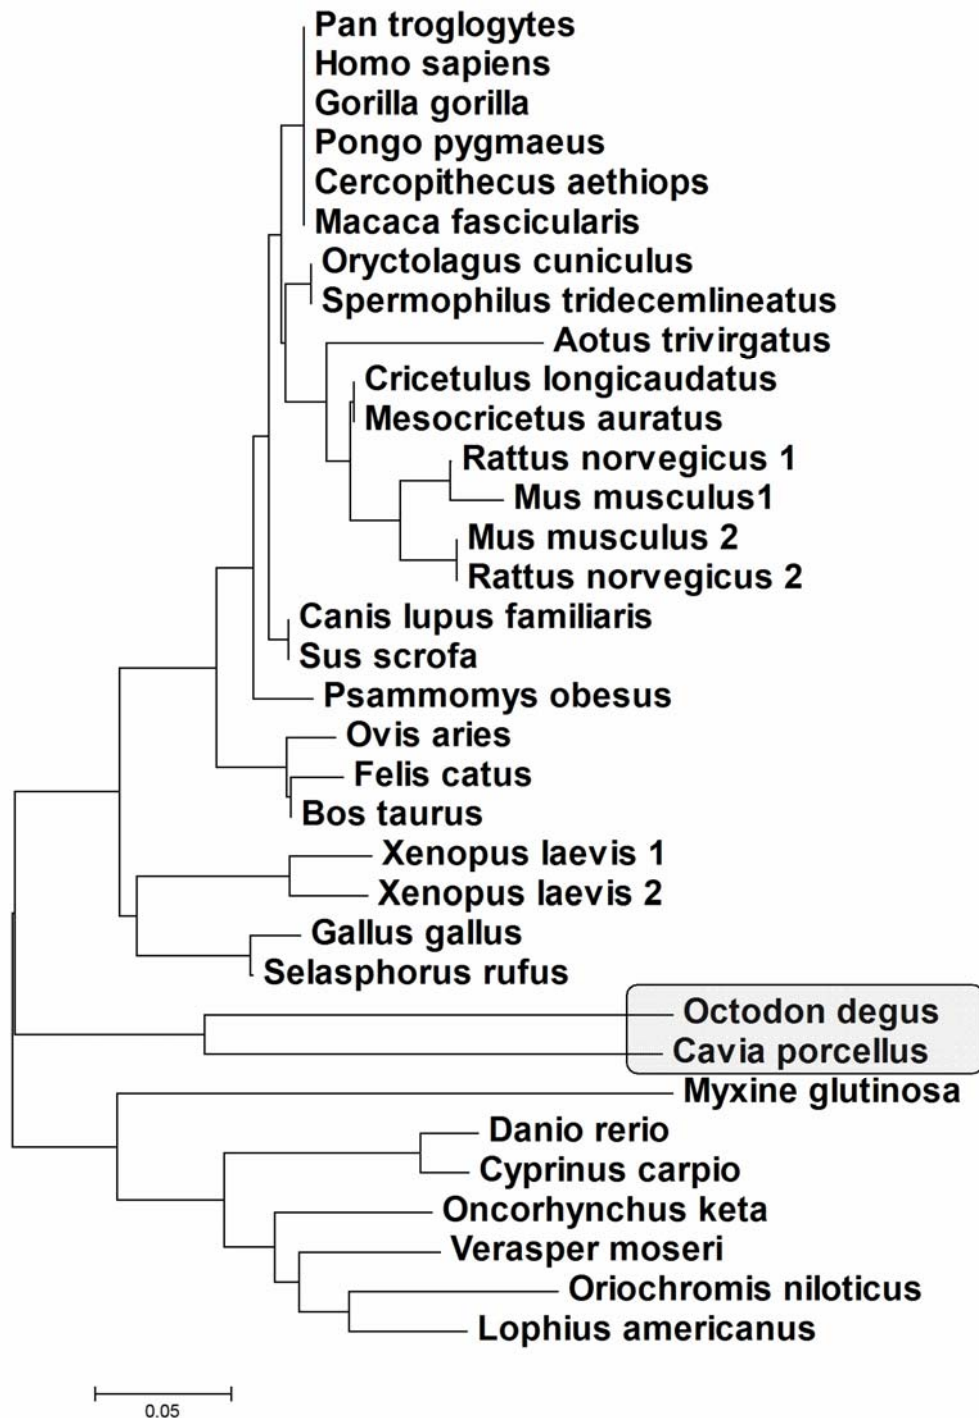 Pan troglogytes
Homo sapiens
Gorilla gorilla
Pongo pygmaeus
Cercopithecus aethiops
Macaca fascicularis
Oryctolagus cuniculus
Spermophilus tridecemlineatus
Aotus trivirgatus
Cricetulus longicaudatus
Mesocricetus auratus
Rattus norvegicus 1
Mus musculus1
Mus musculus 2
Rattus norvegicus 2
Canis lupus familiaris
Sus scrofa
Psammomys obesus
Ovis aries
Felis catus
Bos taurus
Xenopus laevis 1
Xenopus laevis 2
Gallus gallus
Selasphorus rufus
Octodon degus
Cavia porcellus
Myxine glutinosa
Danio rerio
Cyprinus carpio
Oncorhynchus keta
Verasper moseri
Oriochromis niloticus
Lophius americanus
0.05